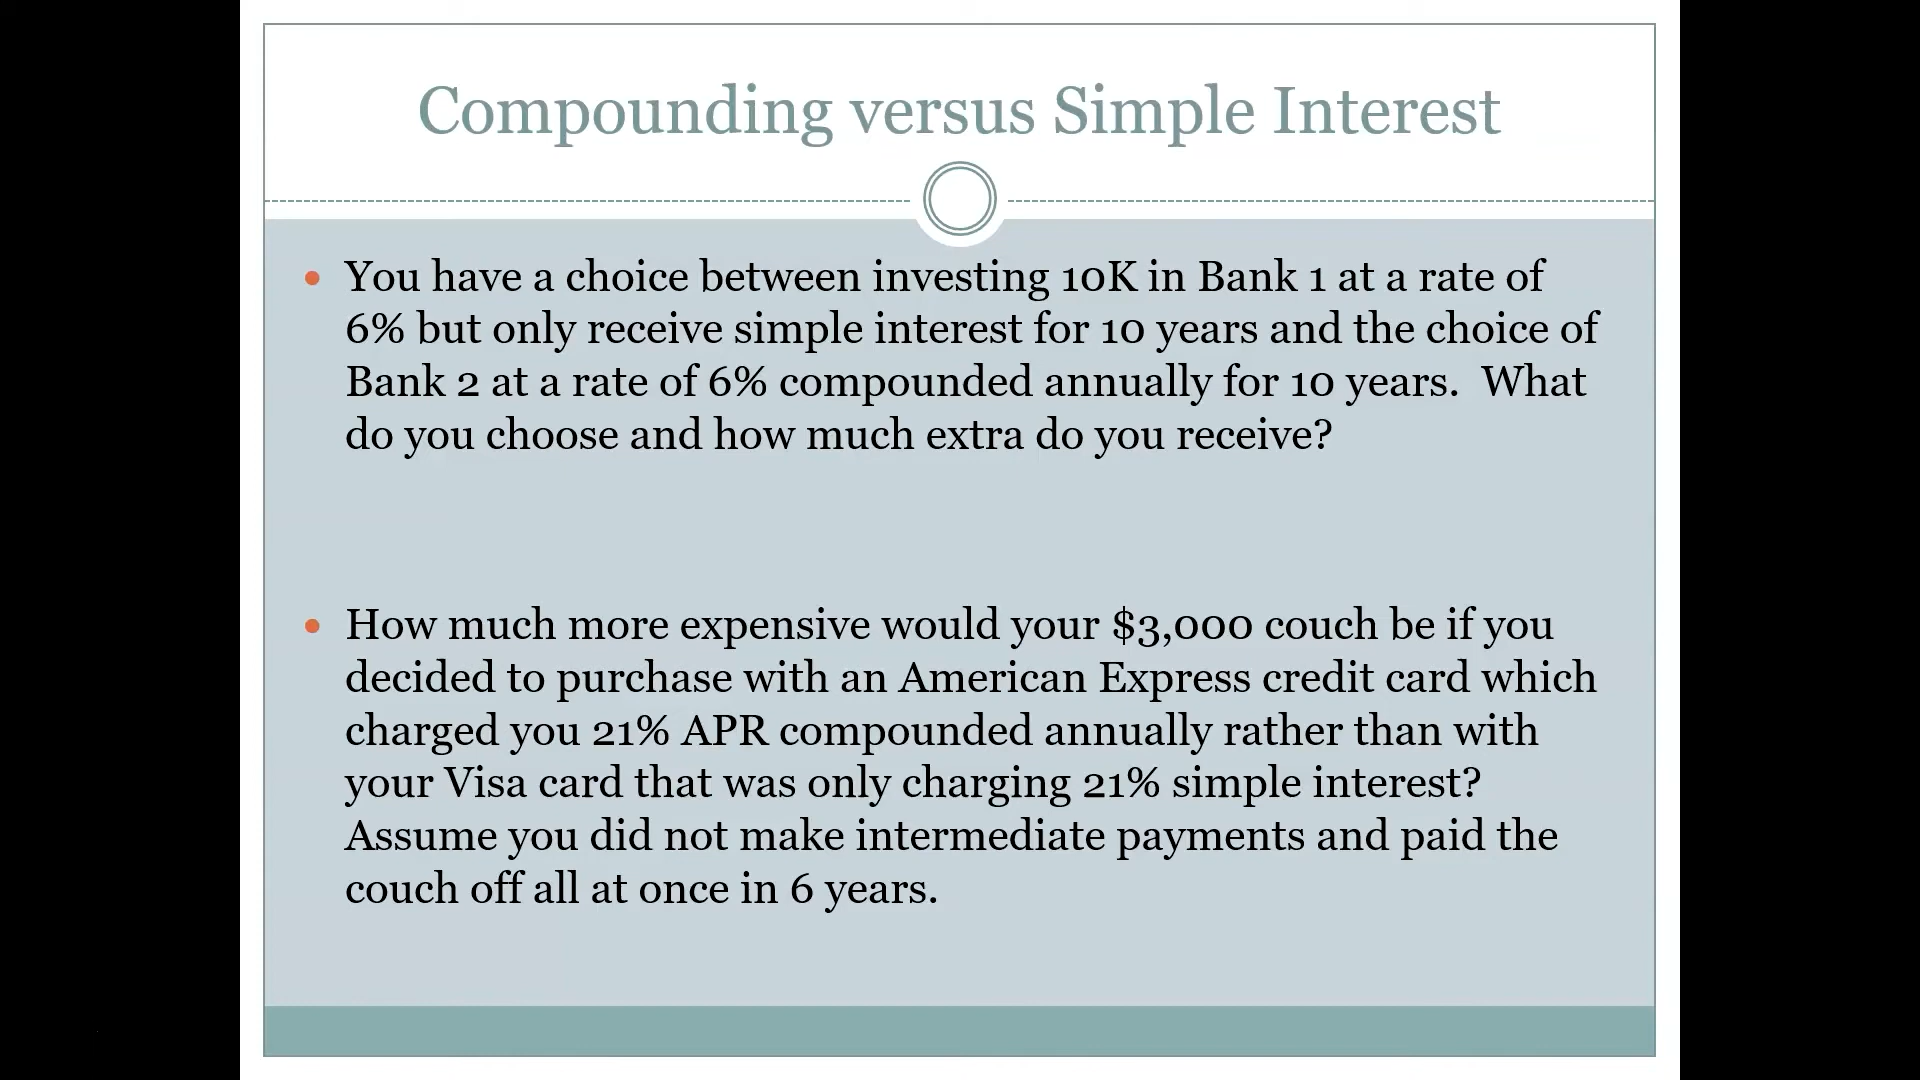 Compounding versus Simple Interest
• You have a choice between investing 10K in Bank 1 at a rate of
6% but only receive simple interest for 10 years and the choice of
Bank 2 at a rate of 6% compounded annually for 10 years.  What
do you choose and how much extra do you receive?
• How much more expensive would your $3,000 couch be if you
decided to purchase with an American Express credit card which
charged you 21% APR compounded annually rather than with
your Visa card that was only charging 21% simple interest?
Assume you did not make intermediate payments and paid the
couch off all at once in 6 years.